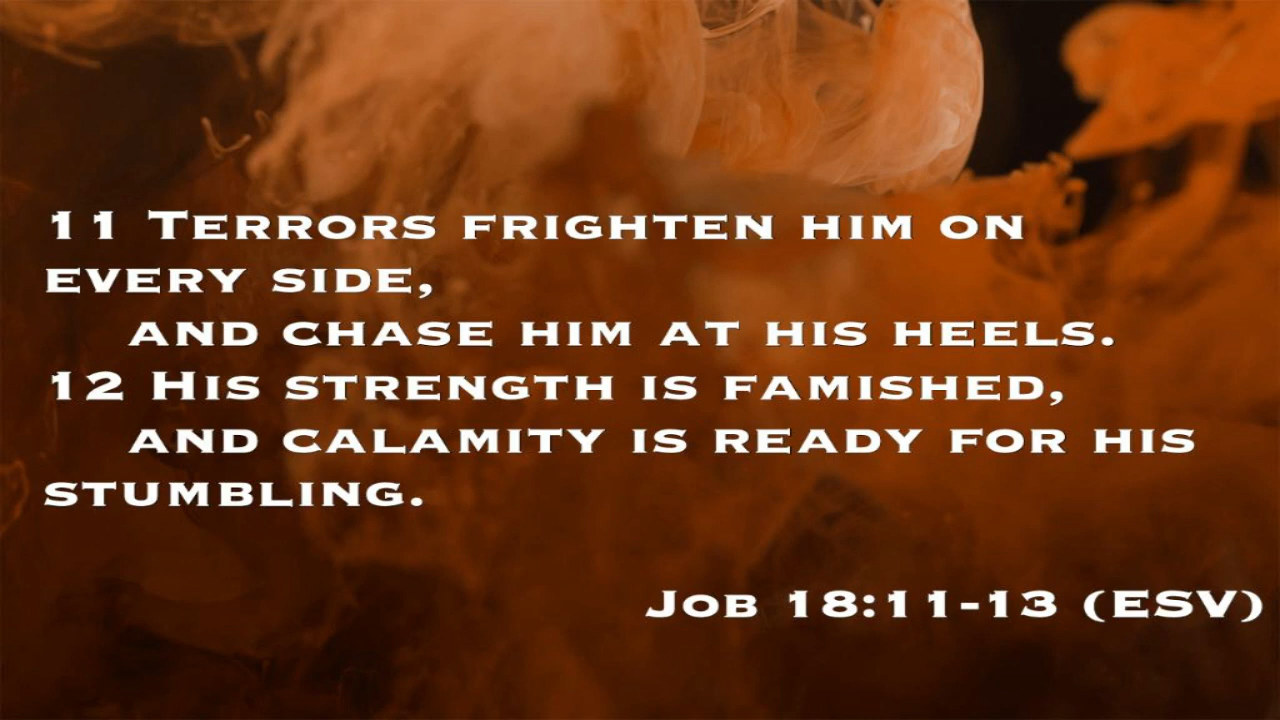 11 Terrors frighten him on
every side,
and chase him at his heels.
12 His strength is famished,
and calamity is ready for his
stumbling.
Job 18:11-13 (ESV)